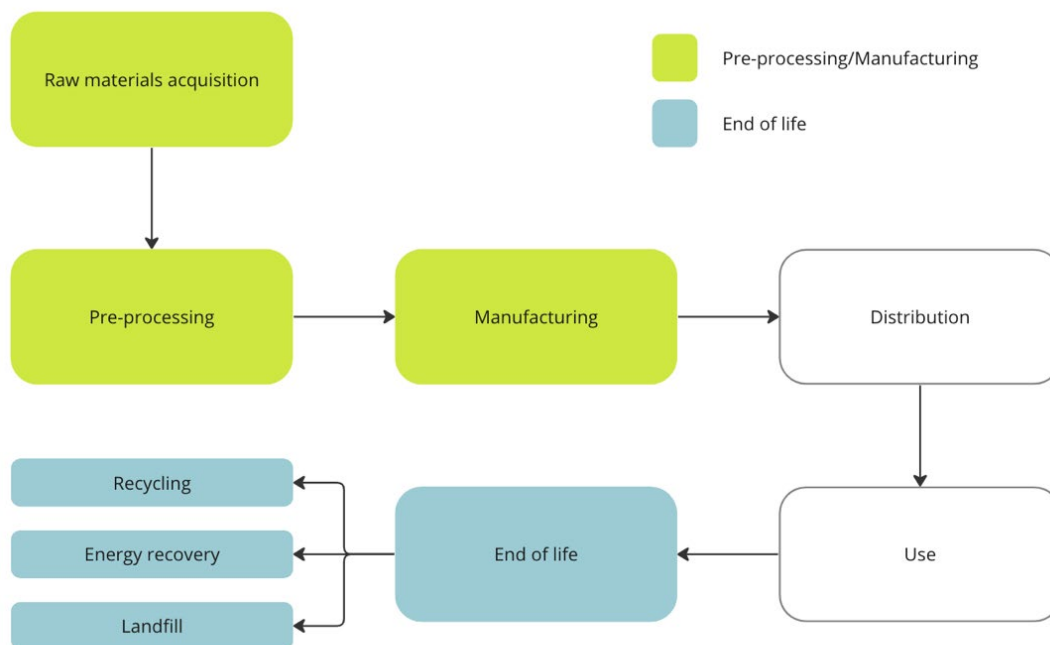 Raw materials acquisition
Pre-processing/Manufacturing
End of life
Pre-processing
Manufacturing
Distribution
Recycling
Energy recovery
Landfill
End of life
Use